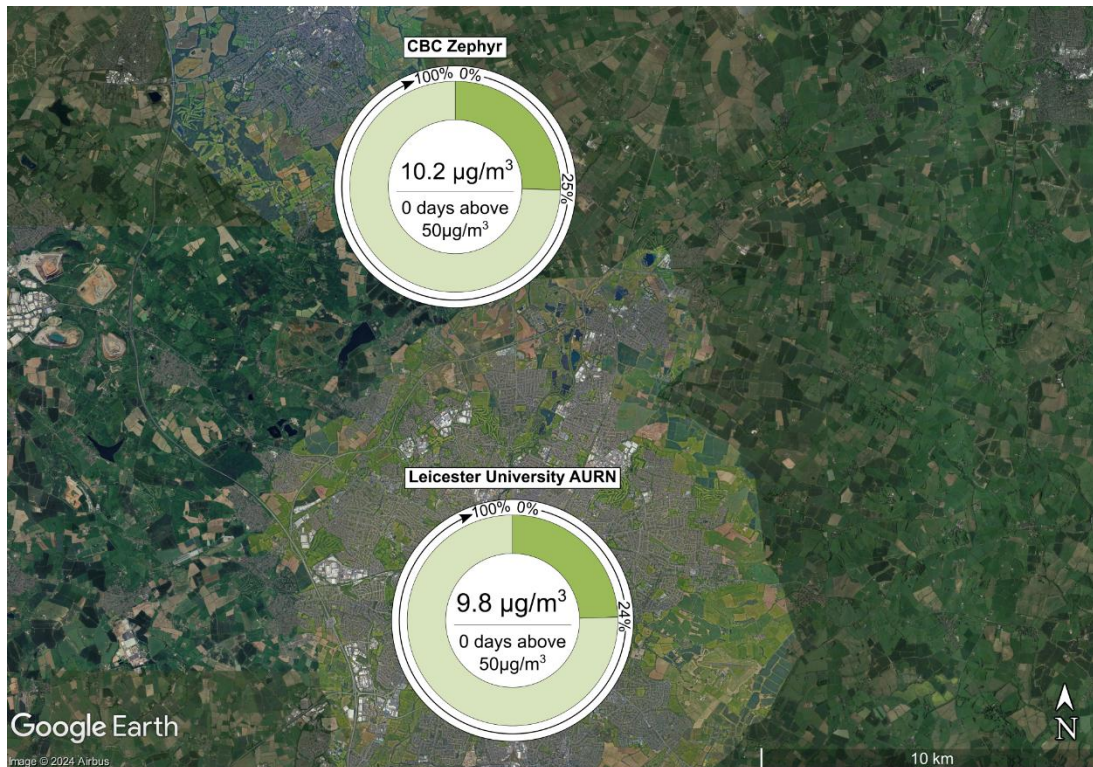 CBC Zephyr
100% 0%
25%
10.2 µg/m³
0 days above
50µg/m³
Leicester University AURN
100% 0%
24%
9.8 µg/m³
0 days above
50µg/m³
Google Earth
Image © 2024 Airbus
N
10 km